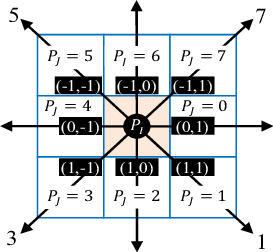 5 7
P_J = 5 P_J = 6 P_J = 7
(-1,-1) (-1,0) (-1,1)
P_J = 4 P_J = 0
(0,-1) P_I (0,1)
(1,-1) (1,0) (1,1)
P_J = 3 P_J = 2 P_J = 1
3 1